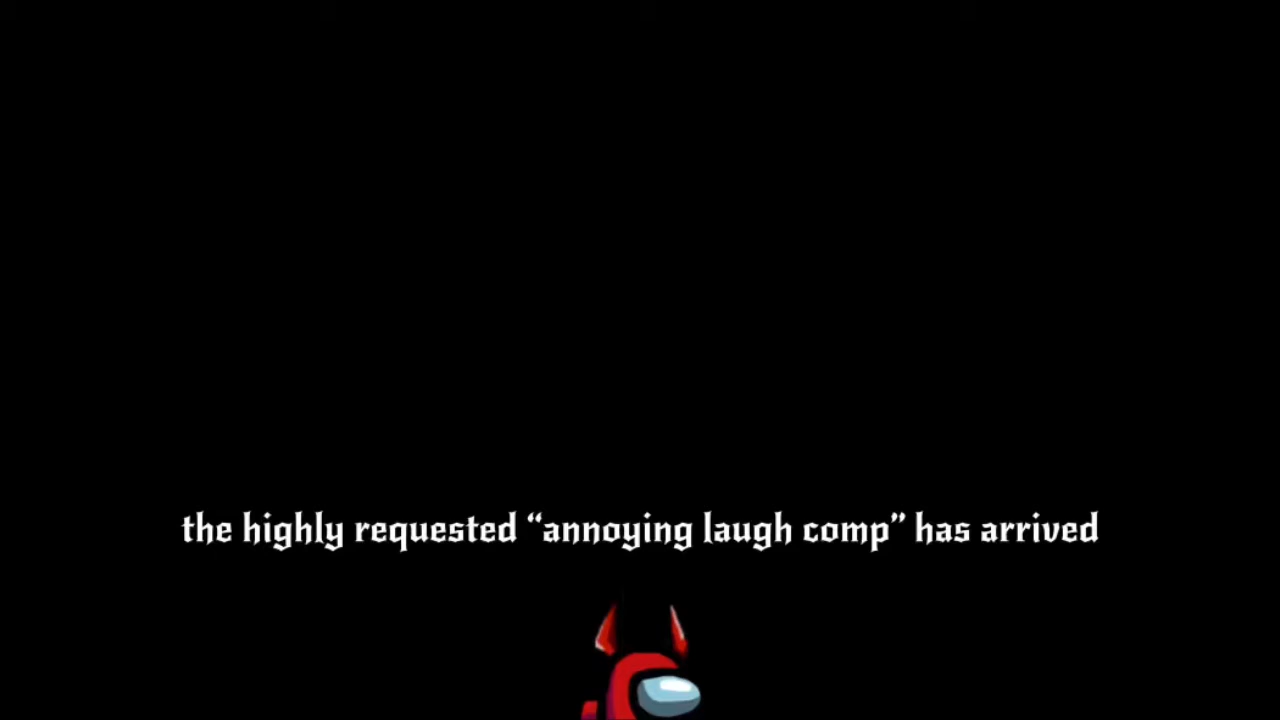 the highly requested “annoying laugh comp” has arrived